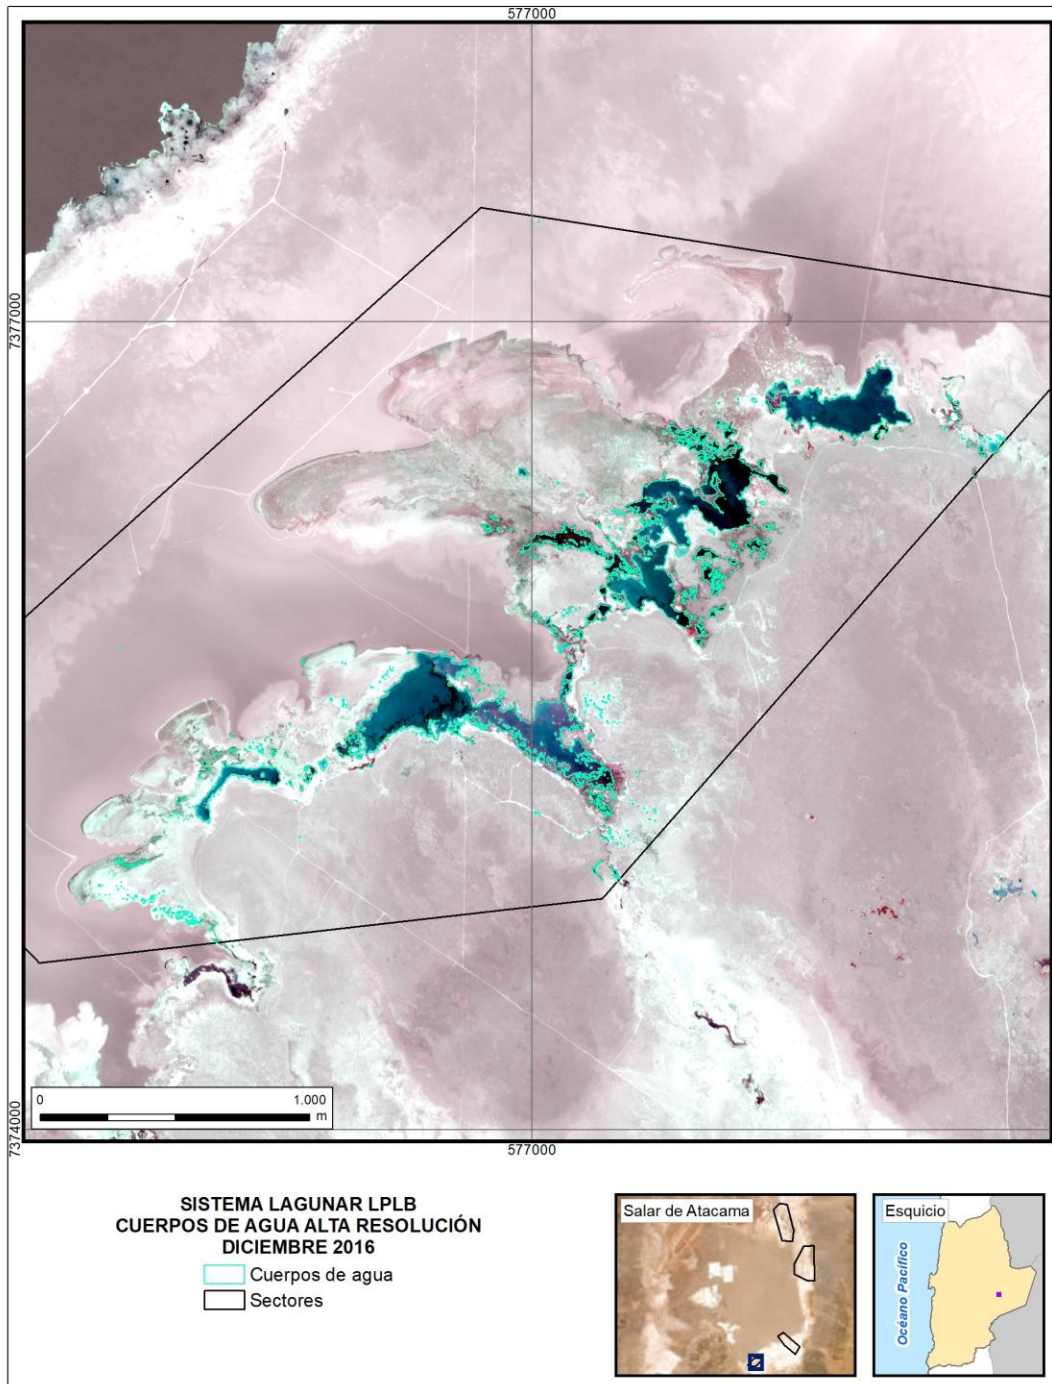 577000
7377000
7374000
0 1.000
m
577000
SISTEMA LAGUNAR LPLB
CUERPOS DE AGUA ALTA RESOLUCIÓN
DICIEMBRE 2016
Cuerpos de agua
Sectores
Salar de Atacama
Esquicio
Océano Pacífico